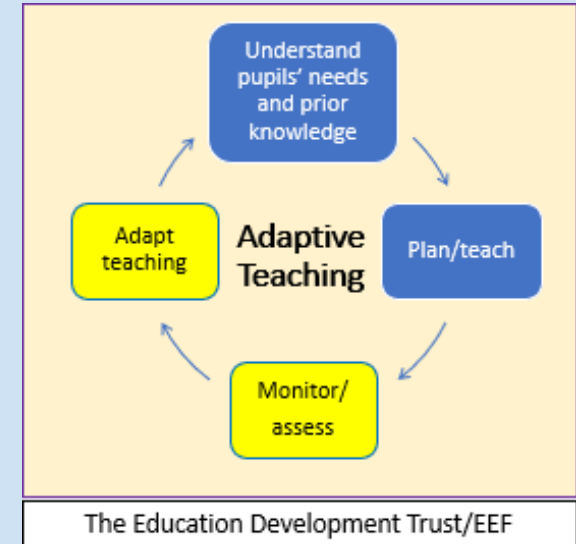 Understand
pupils' needs
and prior
knowledge
Adapt
teaching
Adaptive
Teaching
Plan/teach
Monitor/
assess
The Education Development Trust/EEF